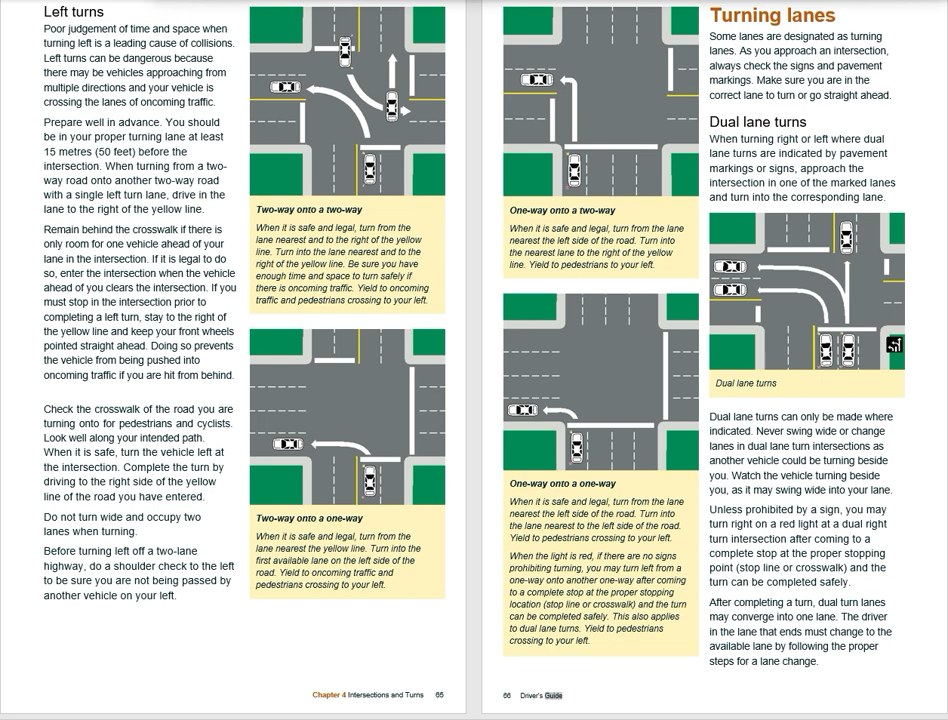 Left turns
Poor judgement of time and space when
turning left is a leading cause of collisions.
Left turns can be dangerous because
there may be vehicles approaching from
multiple directions and your vehicle is
crossing the lanes of oncoming traffic.
Prepare well in advance. You should
be in your proper turning lane at least
15 metres (50 feet) before the
intersection. When turning from a two-
way road onto another two-way road
with a single left turn lane, drive in the
lane to the right of the yellow line.
Remain behind the crosswalk if there is
only room for one vehicle ahead of your
lane in the intersection. If it is legal to do
so, enter the intersection when the vehicle
ahead of you clears the intersection. If you
must stop in the intersection prior to
completing a left turn, stay to the right of
the yellow line and keep your front wheels
pointed straight ahead. Doing so prevents
the vehicle from being pushed into
oncoming traffic if you are hit from behind.
Check the crosswalk of the road you are
turning onto for pedestrians and cyclists.
Look well along your intended path.
When it is safe, turn the vehicle left at
the intersection. Complete the turn by
driving to the right side of the yellow
line of the road you have entered.
Do not turn wide and occupy two
lanes when turning.
Before turning left off a two-lane
highway, do a shoulder check to the left
to be sure you are not being passed by
another vehicle on your left.
Two-way onto a two-way
When it is safe and legal, turn from the
lane nearest and to the right of the yellow
line. Turn into the lane nearest and to the
right of the yellow line. Be sure you have
enough time and space to turn safely if
there is oncoming traffic. Yield to oncoming
traffic and pedestrians crossing to your left.
Two-way onto a one-way
When it is safe and legal, turn from the
lane nearest the yellow line. Turn into the
first available lane on the left side of the
road. Yield to oncoming traffic and
pedestrians crossing to your left.
Chapter 4 Intersections and Turns 65
One-way onto a two-way
When it is safe and legal, turn from the lane
nearest the left side of the road. Turn into
the nearest lane to the right of the yellow
line. Yield to pedestrians to your left.
One-way onto a one-way
When it is safe and legal, turn from the lane
nearest the left side of the road. Turn into
the lane nearest to the left side of the road.
Yield to pedestrians crossing to your left.
When the light is red, if there are no signs
prohibiting turning, you may turn left from a
one-way onto another one-way after coming
to a complete stop at the proper stopping
location (stop line or crosswalk) and the turn
can be completed safely. This also applies
to dual lane turns. Yield to pedestrians
crossing to your left.
Turning lanes
Some lanes are designated as turning
lanes. As you approach an intersection,
always check the signs and pavement
markings. Make sure you are in the
correct lane to turn or go straight ahead.
Dual lane turns
When turning right or left where dual
lane turns are indicated by pavement
markings or signs, approach the
intersection in one of the marked lanes
and turn into the corresponding lane.
Dual lane turns
Dual lane turns can only be made where
indicated. Never swing wide or change
lanes in dual lane turn intersections as
another vehicle could be turning beside
you. Watch the vehicle turning beside
you, as it may swing wide into your lane.
Unless prohibited by a sign, you may
turn right on a red light at a dual right
turn intersection after coming to a
complete stop at the proper stopping
point (stop line or crosswalk) and the
turn can be completed safely.
After completing a turn, dual turn lanes
may converge into one lane. The driver
in the lane that ends must change to the
available lane by following the proper
steps for a lane change.
66 Driver's Guide